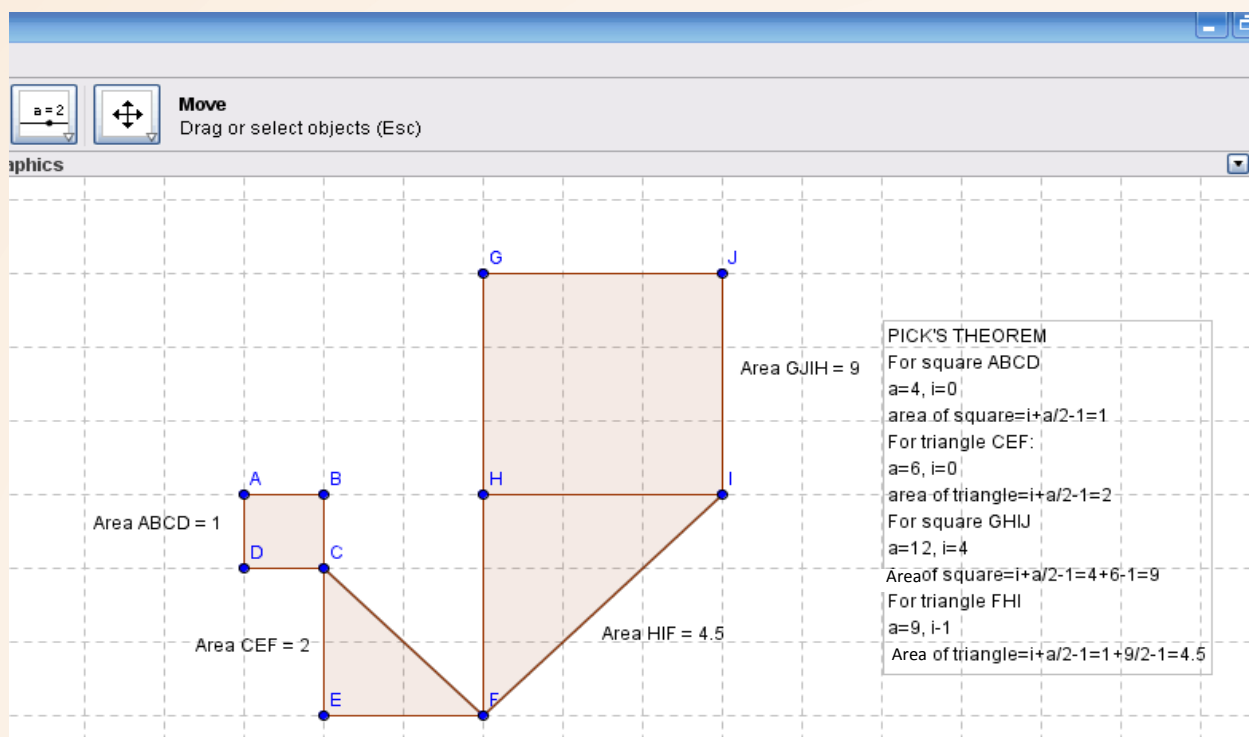 a = 2
Move
Drag or select objects (Esc)
aphics
G
J
Area GJIH = 9
A
B
H
I
Area ABCD = 1
D
C
Area CEF = 2
Area HIF = 4.5
E
F
PICK'S THEOREM
For square ABCD
a=4, i=0
area of square=i+a/2-1=1
For triangle CEF:
a=6, i=0
area of triangle=i+a/2-1=2
For square GHIJ
a=12, i=4
Area of square=i+a/2-1=4+6-1=9
For triangle FHI
a=9, i-1
Area of triangle=i+a/2-1=1+9/2-1=4.5